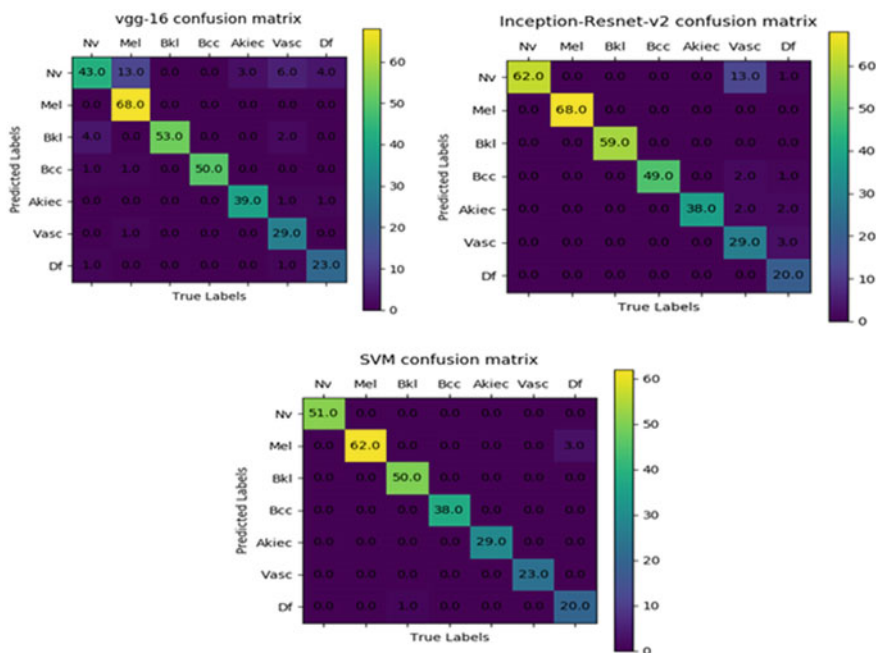 vgg-16 confusion matrix
Nv Mel Bkl Bcc Akiec Vasc Df
Nv 43.0 13.0 0.0 0.0 3.0 6.0 4.0
Mel 0.0 68.0 0.0 0.0 0.0 0.0 0.0
Bkl 4.0 0.0 53.0 0.0 0.0 2.0 0.0
Bcc 1.0 1.0 0.0 50.0 0.0 0.0 0.0
Akiec 0.0 0.0 0.0 0.0 39.0 1.0 1.0
Vasc 0.0 1.0 0.0 0.0 0.0 29.0 0.0
Df 1.0 0.0 0.0 0.0 0.0 1.0 23.0
Predicted Labels
True Labels
60
50
40
30
20
10
0
Inception-Resnet-v2 confusion matrix
Nv Mel Bkl Bcc Akiec Vasc Df
Nv 62.0 0.0 0.0 0.0 0.0 13.0 1.0
Mel 0.0 68.0 0.0 0.0 0.0 0.0 0.0
Bkl 0.0 0.0 59.0 0.0 0.0 0.0 0.0
Bcc 0.0 0.0 0.0 49.0 0.0 2.0 1.0
Akiec 0.0 0.0 0.0 0.0 38.0 2.0 2.0
Vasc 0.0 0.0 0.0 0.0 0.0 29.0 3.0
Df 0.0 0.0 0.0 0.0 0.0 0.0 20.0
Predicted Labels
True Labels
60
50
40
30
20
10
0
SVM confusion matrix
Nv Mel Bkl Bcc Akiec Vasc Df
Nv 51.0 0.0 0.0 0.0 0.0 0.0 0.0
Mel 0.0 62.0 0.0 0.0 0.0 0.0 3.0
Bkl 0.0 0.0 50.0 0.0 0.0 0.0 0.0
Bcc 0.0 0.0 0.0 38.0 0.0 0.0 0.0
Akiec 0.0 0.0 0.0 0.0 29.0 0.0 0.0
Vasc 0.0 0.0 0.0 0.0 0.0 23.0 0.0
Df 0.0 0.0 1.0 0.0 0.0 0.0 20.0
Predicted Labels
True Labels
60
50
40
30
20
10
0